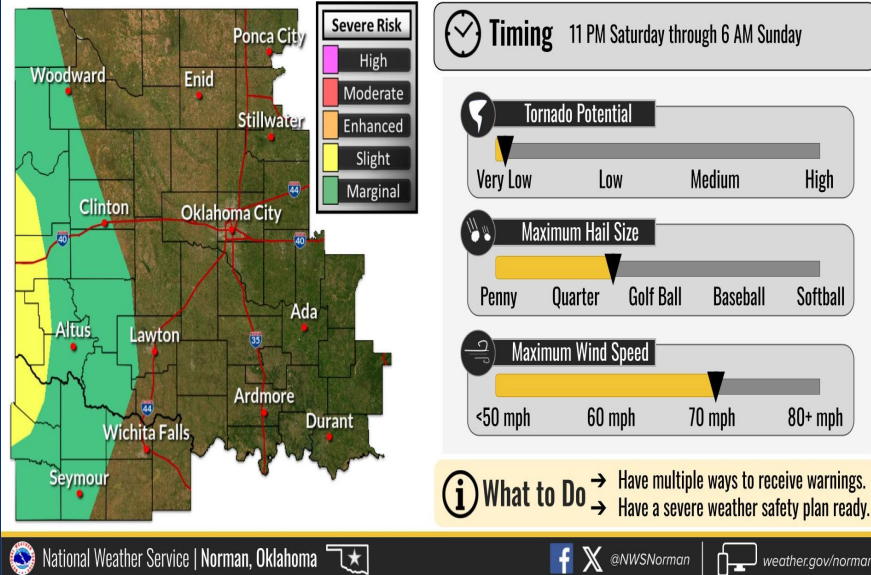 Ponca City
Woodward
Enid
Stillwater
Clinton
Oklahoma City
44
40
40
Altus
Lawton
Ada
35
44
Ardmore
Wichita Falls
Durant
Seymour
Severe Risk
High
Moderate
Enhanced
Slight
Marginal
Timing 11 PM Saturday through 6 AM Sunday
Tornado Potential
Very Low Low Medium High
Maximum Hail Size
Penny Quarter Golf Ball Baseball Softball
Maximum Wind Speed
<50 mph 60 mph 70 mph 80+ mph
What to Do
→ Have multiple ways to receive warnings.
→ Have a severe weather safety plan ready.
National Weather Service | Norman, Oklahoma
@NWSNorman
weather.gov/norman